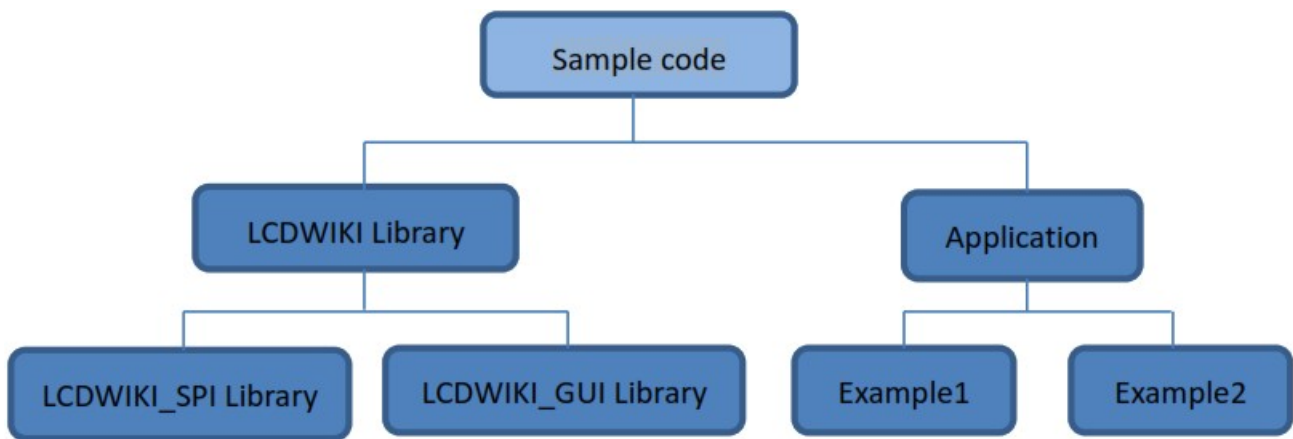 Sample code
LCDWIKI Library
Application
LCDWIKI_SPI Library
LCDWIKI_GUI Library
Example1
Example2